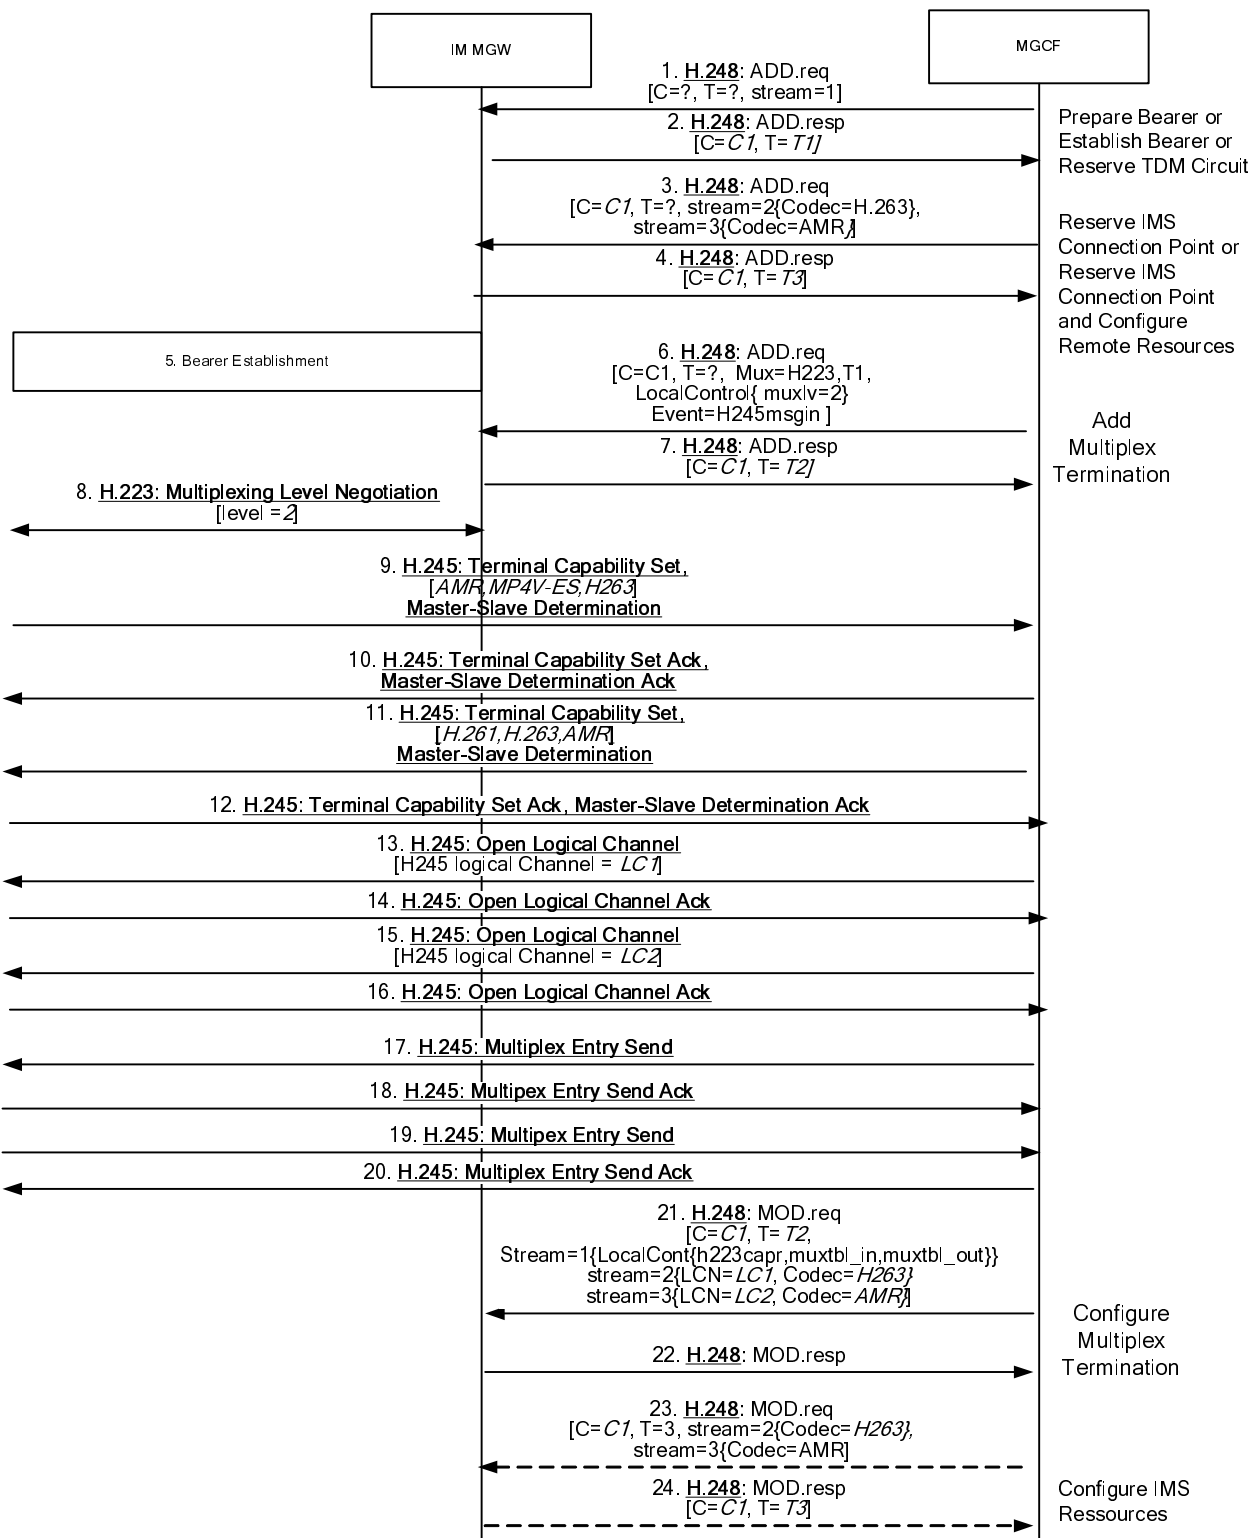 IM MGW
MGCF
1. H.248: ADD.req
[C=?, T=?, stream=1]
2. H.248: ADD.resp
[C=C1, T=T1]
Prepare Bearer or
Establish Bearer or
Reserve TDM Circuit
3. H.248: ADD.req
[C=C1, T=?, stream=2{Codec=H.263},
stream=3{Codec=AMR}]
4. H.248: ADD.resp
[C=C1, T=T3]
Reserve IMS
Connection Point or
Reserve IMS
Connection Point
and Configure
Remote Resources
5. Bearer Establishment
6. H.248: ADD.req
[C=C1, T=?, Mux=H223,T1,
LocalControl{ muxlv=2}
Event=H245msgin ]
7. H.248: ADD.resp
[C=C1, T=T2]
Add
Multiplex
Termination
8. H.223: Multiplexing Level Negotiation
[level =2]
9. H.245: Terminal Capability Set,
[AMR,MP4V-ES,H263]
Master-Slave Determination
10. H.245: Terminal Capability Set Ack,
Master-Slave Determination Ack
11. H.245: Terminal Capability Set,
[H.261,H.263,AMR]
Master-Slave Determination
12. H.245: Terminal Capability Set Ack, Master-Slave Determination Ack
13. H.245: Open Logical Channel
[H245 logical Channel = LC1]
14. H.245: Open Logical Channel Ack
15. H.245: Open Logical Channel
[H245 logical Channel = LC2]
16. H.245: Open Logical Channel Ack
17. H.245: Multiplex Entry Send
18. H.245: Multipex Entry Send Ack
19. H.245: Multipex Entry Send
20. H.245: Multiplex Entry Send Ack
21. H.248: MOD.req
[C=C1, T=T2,
Stream=1{LocalCont{h223capr,muxtbl_in,muxtbl_out}}
stream=2{LCN=LC1, Codec=H263}
stream=3{LCN=LC2, Codec=AMR}]
22. H.248: MOD.resp
Configure
Multiplex
Termination
23. H.248: MOD.req
[C=C1, T=3, stream=2{Codec=H263},
stream=3{Codec=AMR]
24. H.248: MOD.resp
[C=C1, T=T3]
Configure IMS
Ressources